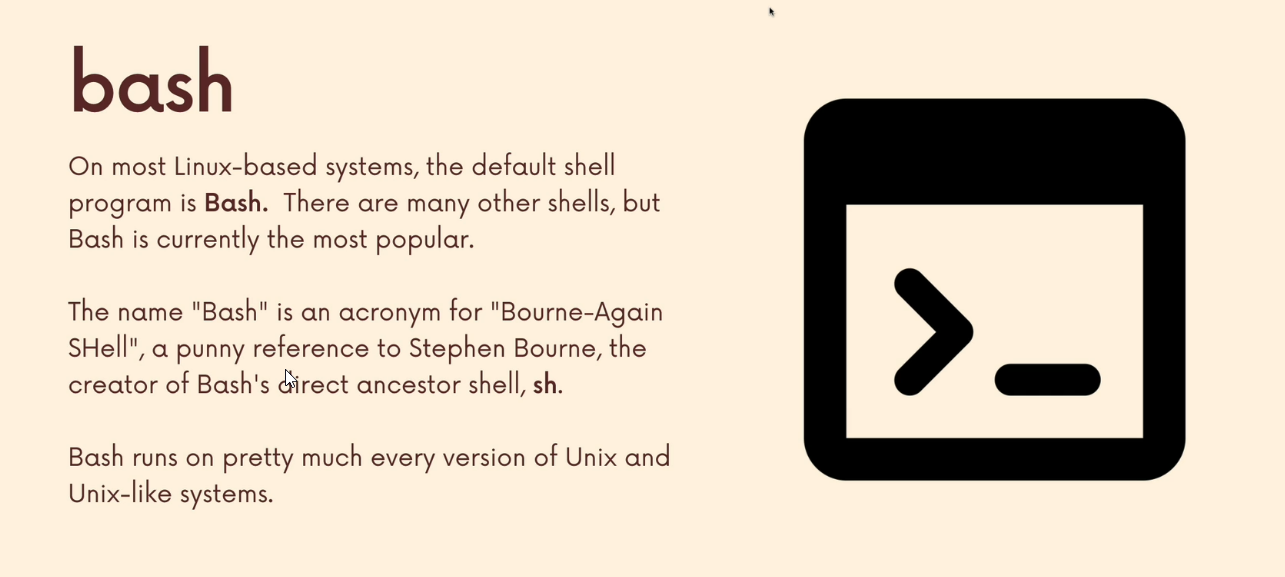 bash
On most Linux-based systems, the default shell
program is Bash. There are many other shells, but
Bash is currently the most popular.
The name "Bash" is an acronym for "Bourne-Again
SHell", a punny reference to Stephen Bourne, the
creator of Bash's direct ancestor shell, sh.
Bash runs on pretty much every version of Unix and
Unix-like systems.